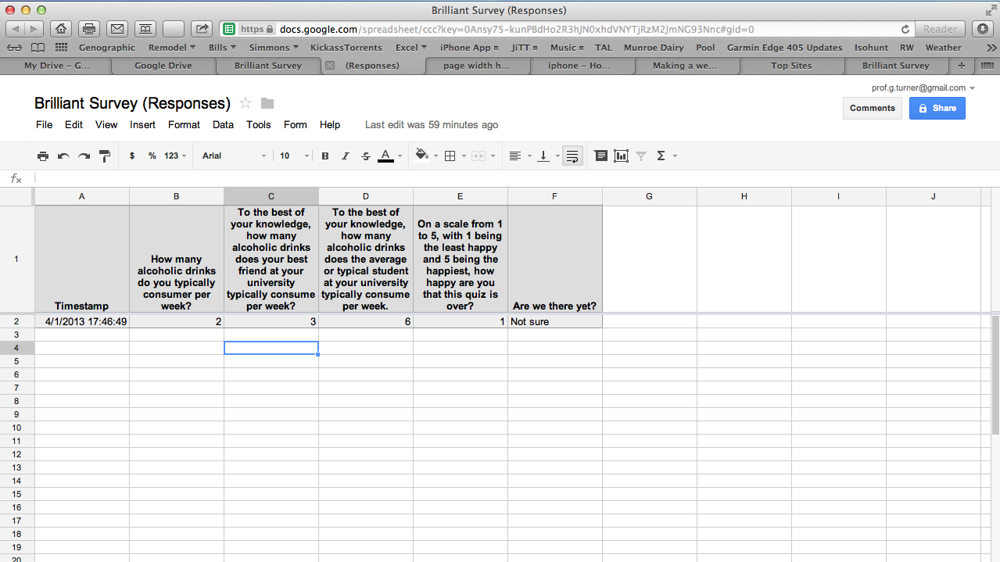 Brilliant Survey (Responses)
https docs.google.com/spreadsheet/ccc?key=0Ansy75-kunPBdHo2R3hJN0xhdVNYTjRzM2JmNG93Nnc#gid=0 Reader
Genographic Remodel Bills Simmons KickassTorrents Excel iPhone App JiTT Music TAL Munroe Dairy Pool Garmin Edge 405 Updates Isohunt RW Weather
My Drive – G... Google Drive Brilliant Survey (Responses) page width h... iphone – Ho... Making a we... Top Sites Brilliant Survey
prof.g.turner@gmail.com
Brilliant Survey (Responses)
Comments Share
File Edit View Insert Format Data Tools Form Help Last edit was 59 minutes ago
$ % 123 Arial 10 B I S A Σ
fx
A B C D E F G H I J
1
Timestamp
How many
alcoholic drinks
do you typically
consumer per
week?
To the best of
your knowledge,
how many
alcoholic drinks
does your best
friend at your
university
typically consume
per week?
To the best of
your knowledge,
how many
alcoholic drinks
does the average
or typical student
at your university
typically consume
per week.
On a scale from 1
to 5, with 1 being
the least happy
and 5 being the
happiest, how
happy are you
that this quiz is
over?
Are we there yet?
2 4/1/2013 17:46:49 2 3 6 1 Not sure
3
4
5
6
7
8
9
10
11
12
13
14
15
16
17
18
19
20